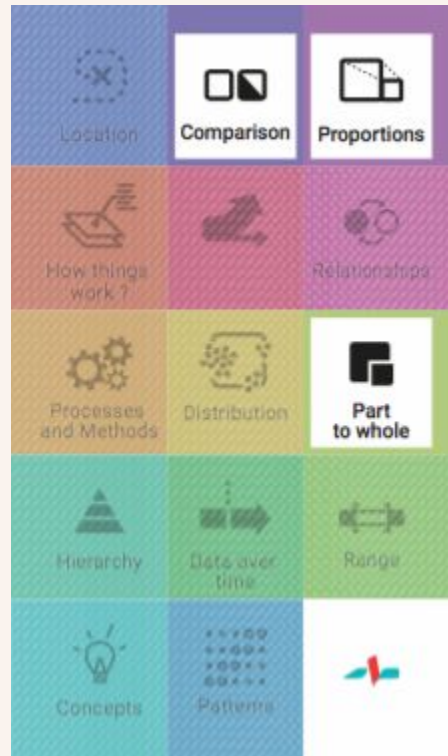 Location
Comparison
Proportions
How things
work ?
Relationships
Processes
and Methods
Distribution
Part
to whole
Hierarchy
Data over
time
Range
Concepts
Patterns